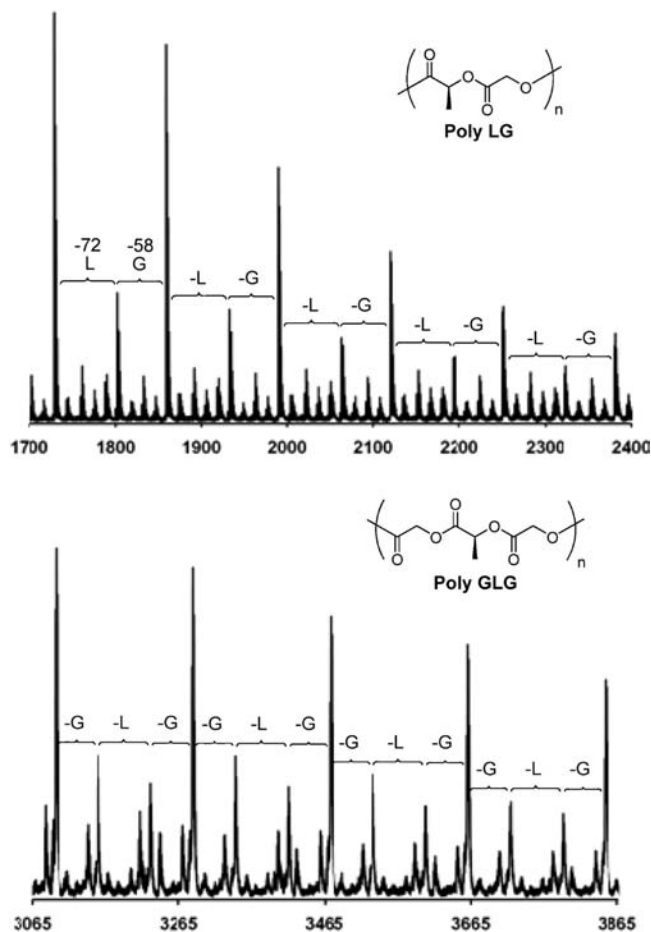 O
O
O
O
n
Poly LG
-72 -58
L G
-L -G
-L -G
-L -G
-L -G
1700 1800 1900 2000 2100 2200 2300 2400
O
O
O
O
O
O
n
Poly GLG
-G -L -G
-G -L -G
-G -L -G
-G -L -G
3065 3265 3465 3665 3865